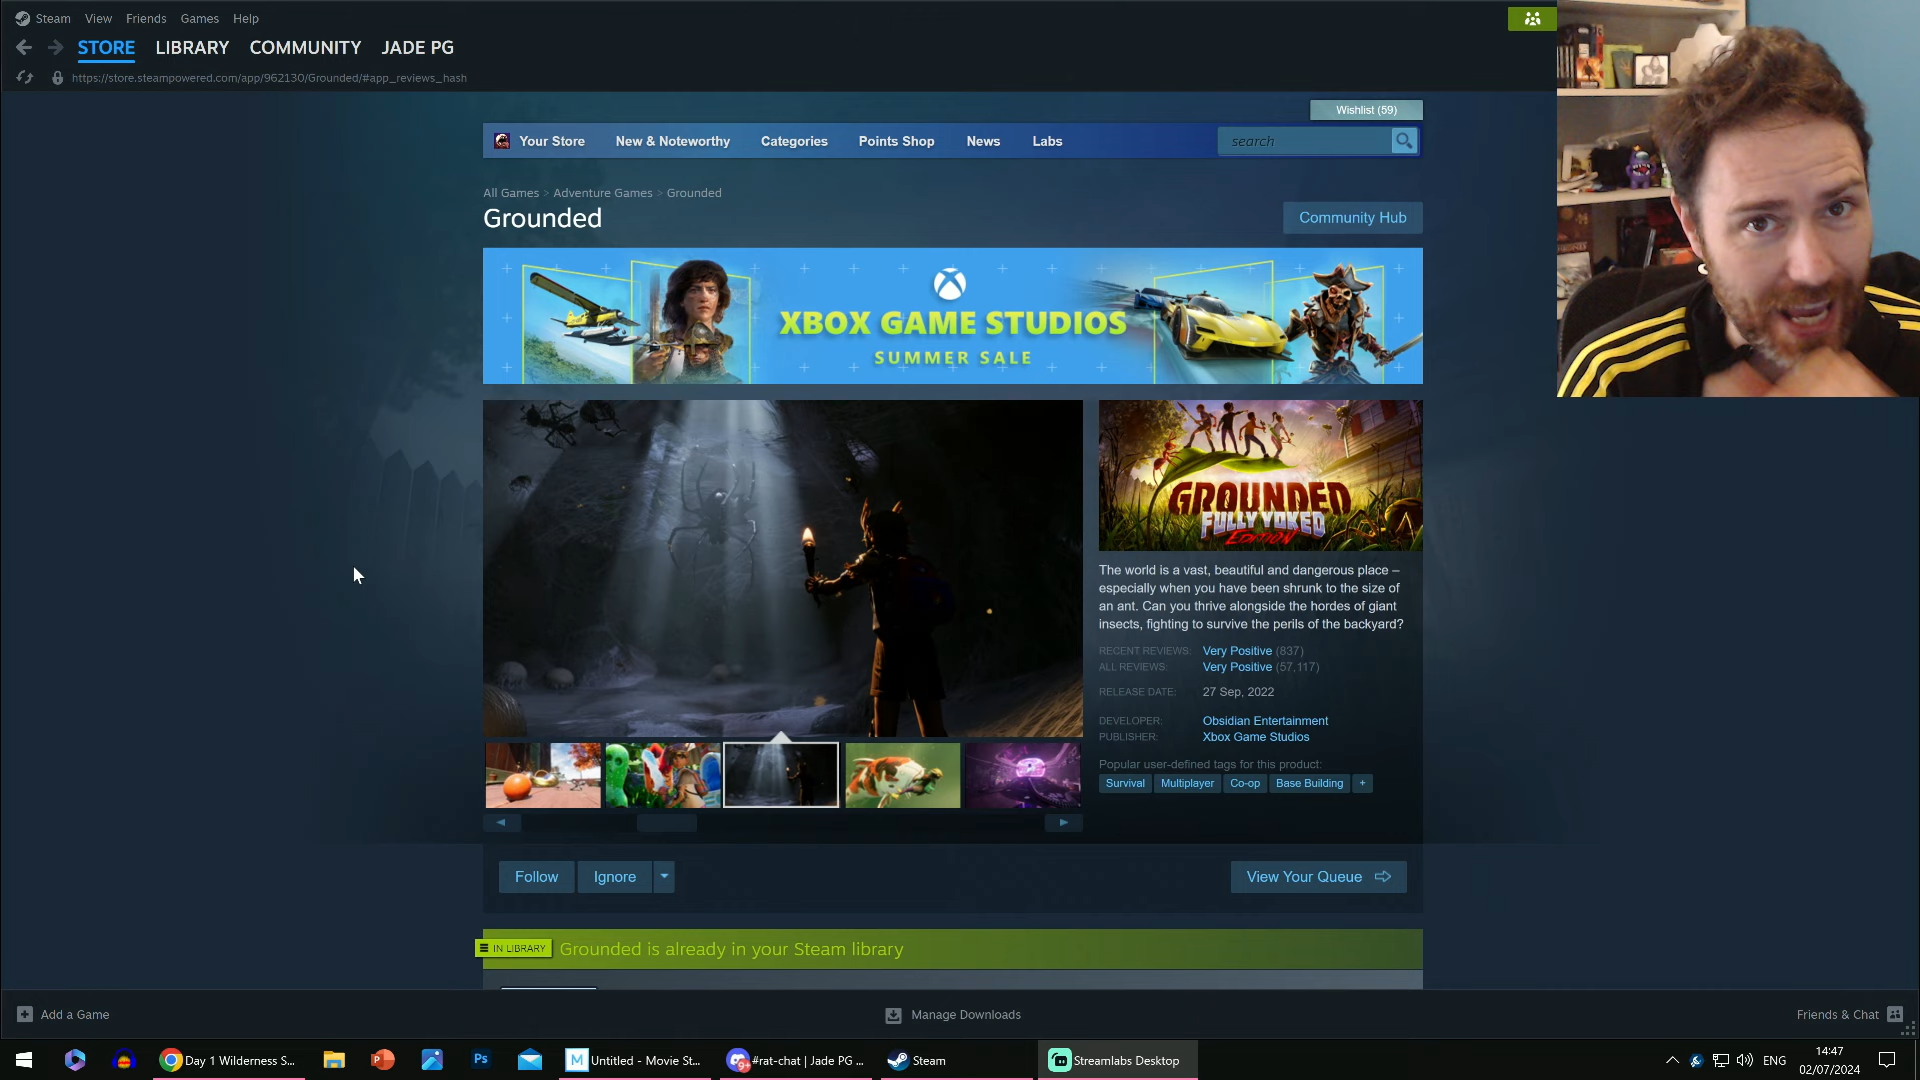 Steam View Friends Games Help
STORE LIBRARY COMMUNITY JADE PG
https://store.steampowered.com/app/962130/Grounded/#app_reviews_hash
Wishlist (59)
Your Store New & Noteworthy Categories Points Shop News Labs search
All Games > Adventure Games > Grounded
Grounded
Community Hub
XBOX GAME STUDIOS
SUMMER SALE
GROUNDED
FULLY YOKED
EDITION
The world is a vast, beautiful and dangerous place –
especially when you have been shrunk to the size of
an ant. Can you thrive alongside the hordes of giant
insects, fighting to survive the perils of the backyard?
RECENT REVIEWS: Very Positive (837)
ALL REVIEWS: Very Positive (57,117)
RELEASE DATE: 27 Sep, 2022
DEVELOPER: Obsidian Entertainment
PUBLISHER: Xbox Game Studios
Popular user-defined tags for this product:
Survival Multiplayer Co-op Base Building +
Follow Ignore View Your Queue
IN LIBRARY Grounded is already in your Steam library
Add a Game Manage Downloads Friends & Chat
Day 1 Wilderness S... Ps M Untitled - Movie St... 9+ #rat-chat | Jade PG ... Steam Streamlabs Desktop ENG 14:47
02/07/2024